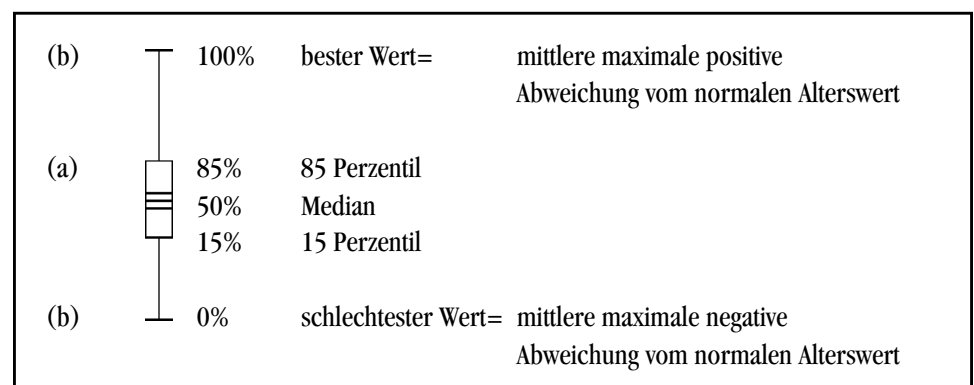 (b) 100% bester Wert= mittlere maximale positive
Abweichung vom normalen Alterswert
(a) 85% 85 Perzentil
50% Median
15% 15 Perzentil
(b) 0% schlechtester Wert= mittlere maximale negative
Abweichung vom normalen Alterswert